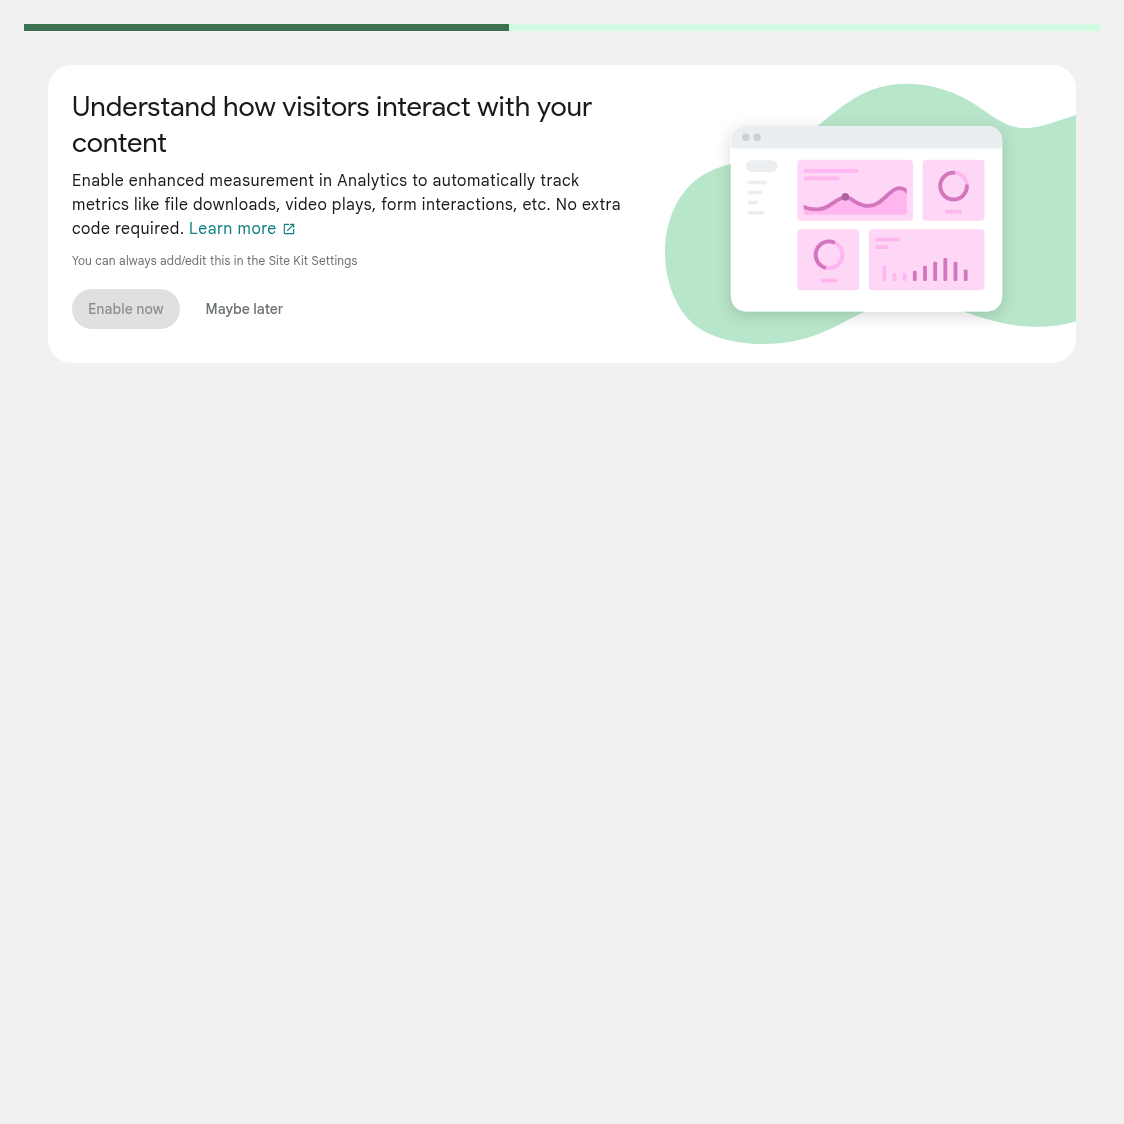 Understand how visitors interact with your
content
Enable enhanced measurement in Analytics to automatically track
metrics like file downloads, video plays, form interactions, etc. No extra
code required. Learn more
You can always add/edit this in the Site Kit Settings
Enable now
Maybe later